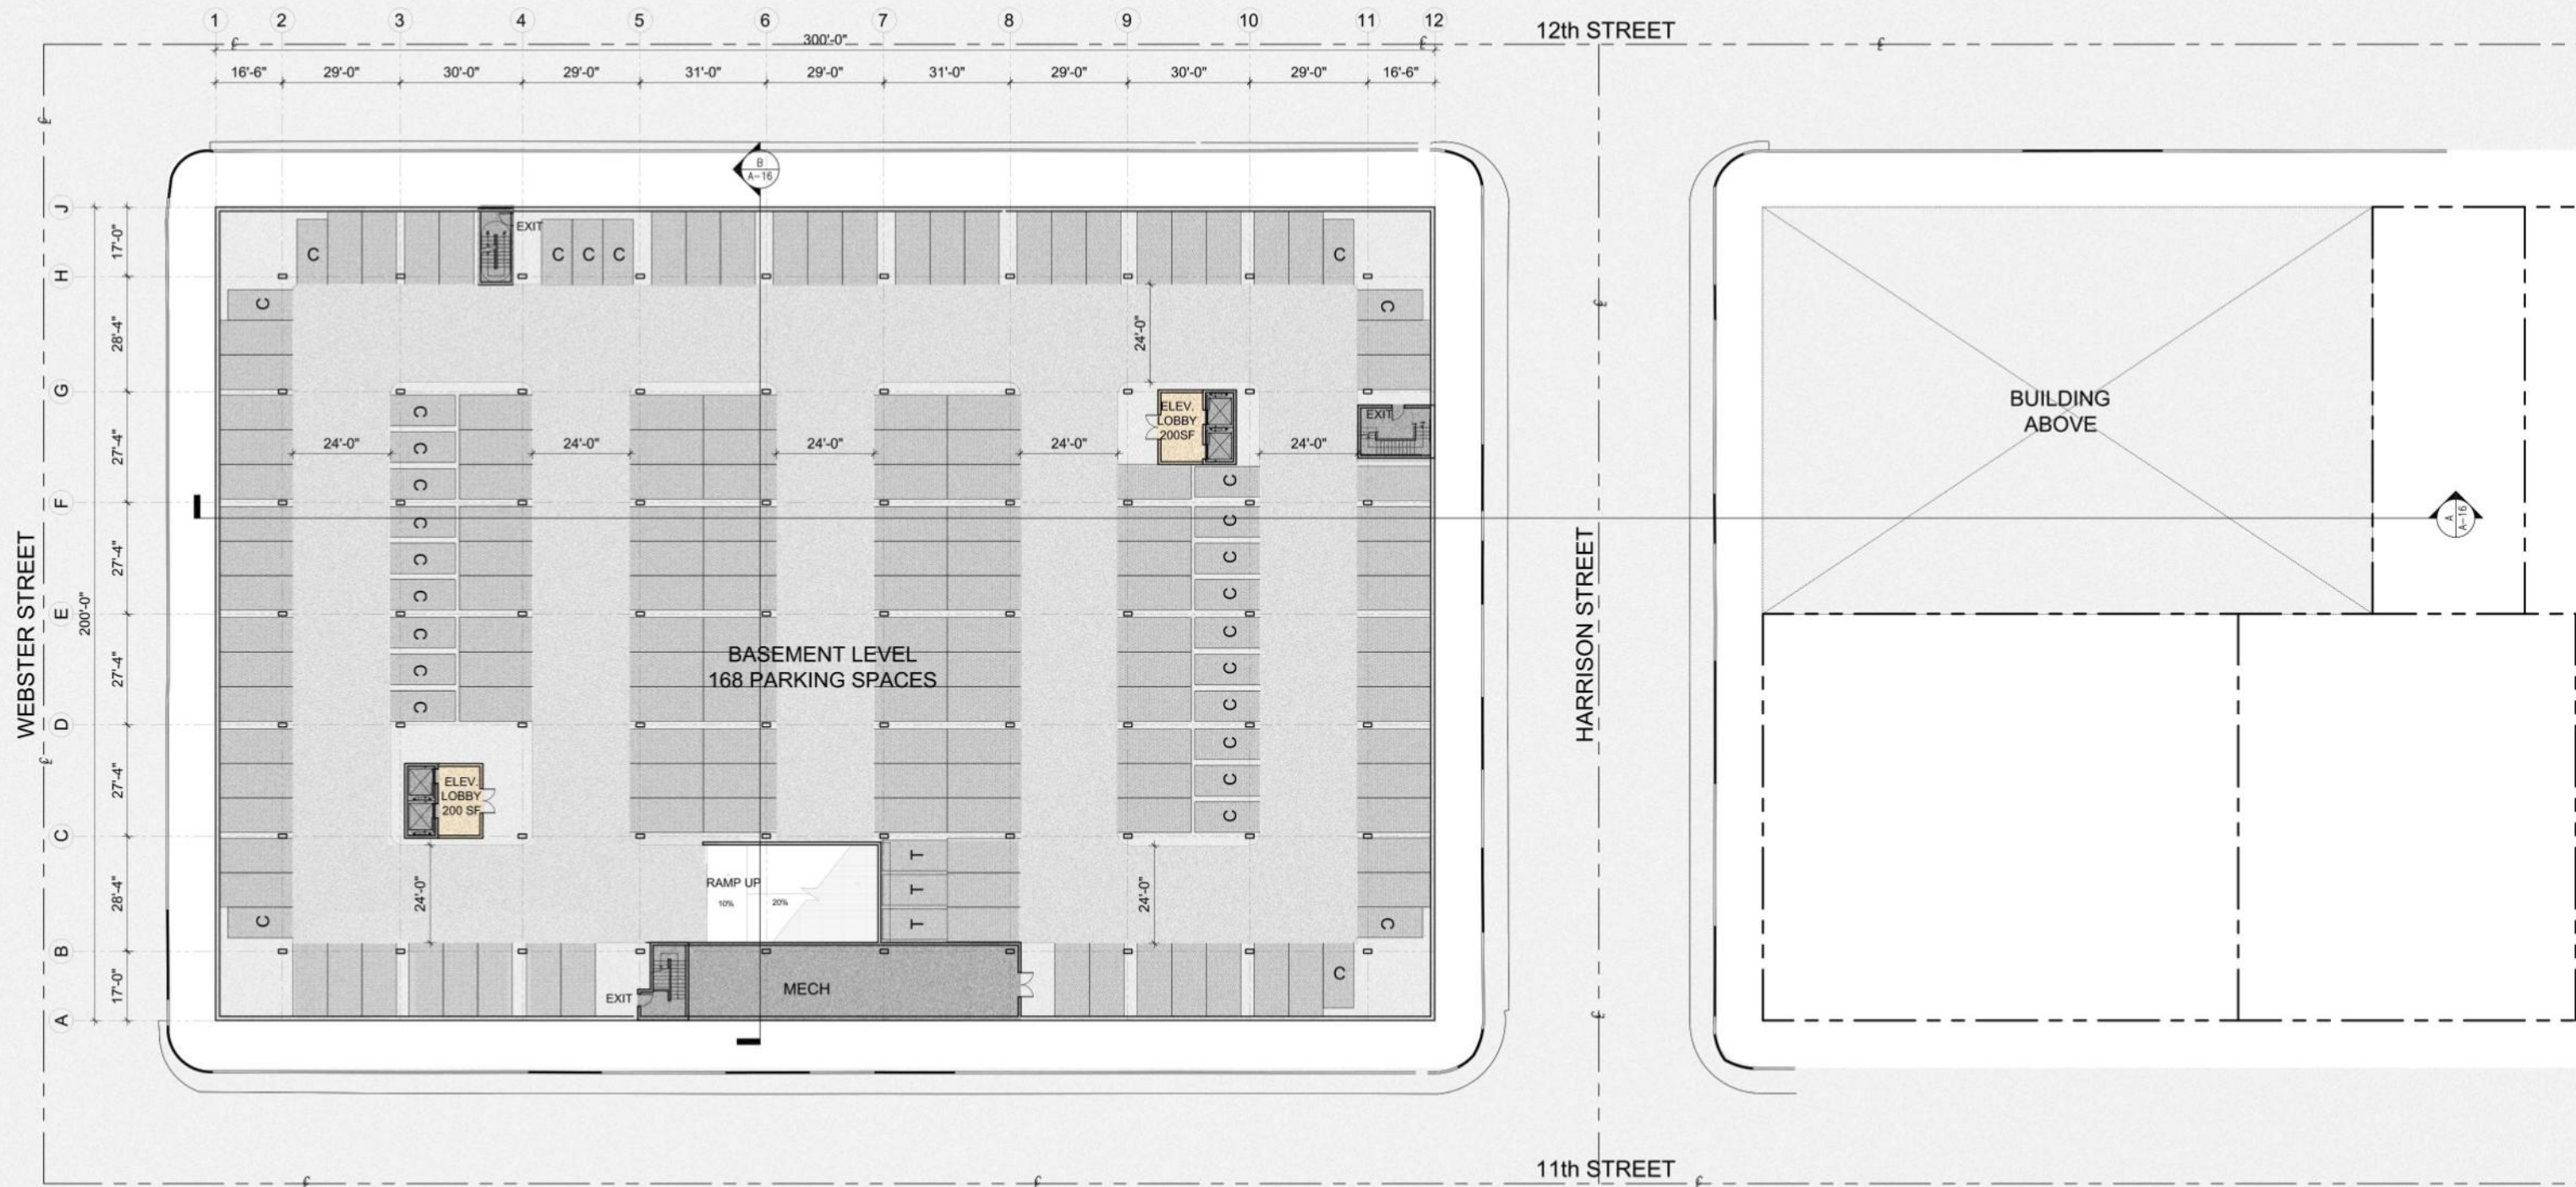 1 2 3 4 5 6 7 8 9 10 11 12
12th STREET
300'-0"
16'-6" 29'-0" 30'-0" 29'-0" 31'-0" 29'-0" 31'-0" 29'-0" 30'-0" 29'-0" 16'-6"
B
A-16
J
17'-0"
EXIT
C C C C C
H
C C
28'-4"
24'-0"
G
BUILDING
ABOVE
C
ELEV.
LOBBY
200SF
EXIT
27'-4"
24'-0" 24'-0" 24'-0" 24'-0" 24'-0"
C
C C
F
C C
A
A-16
27'-4"
C C
C C
WEBSTER STREET
200'-0"
HARRISON STREET
E
C C
27'-4"
BASEMENT LEVEL
168 PARKING SPACES
C C
C C
D
C
27'-4"
ELEV.
LOBBY
200 SF
C
C
C
T
28'-4"
24'-0"
RAMP UP
10% 20%
T
24'-0"
C
T
C
B
17'-0"
EXIT
MECH
C
A
11th STREET